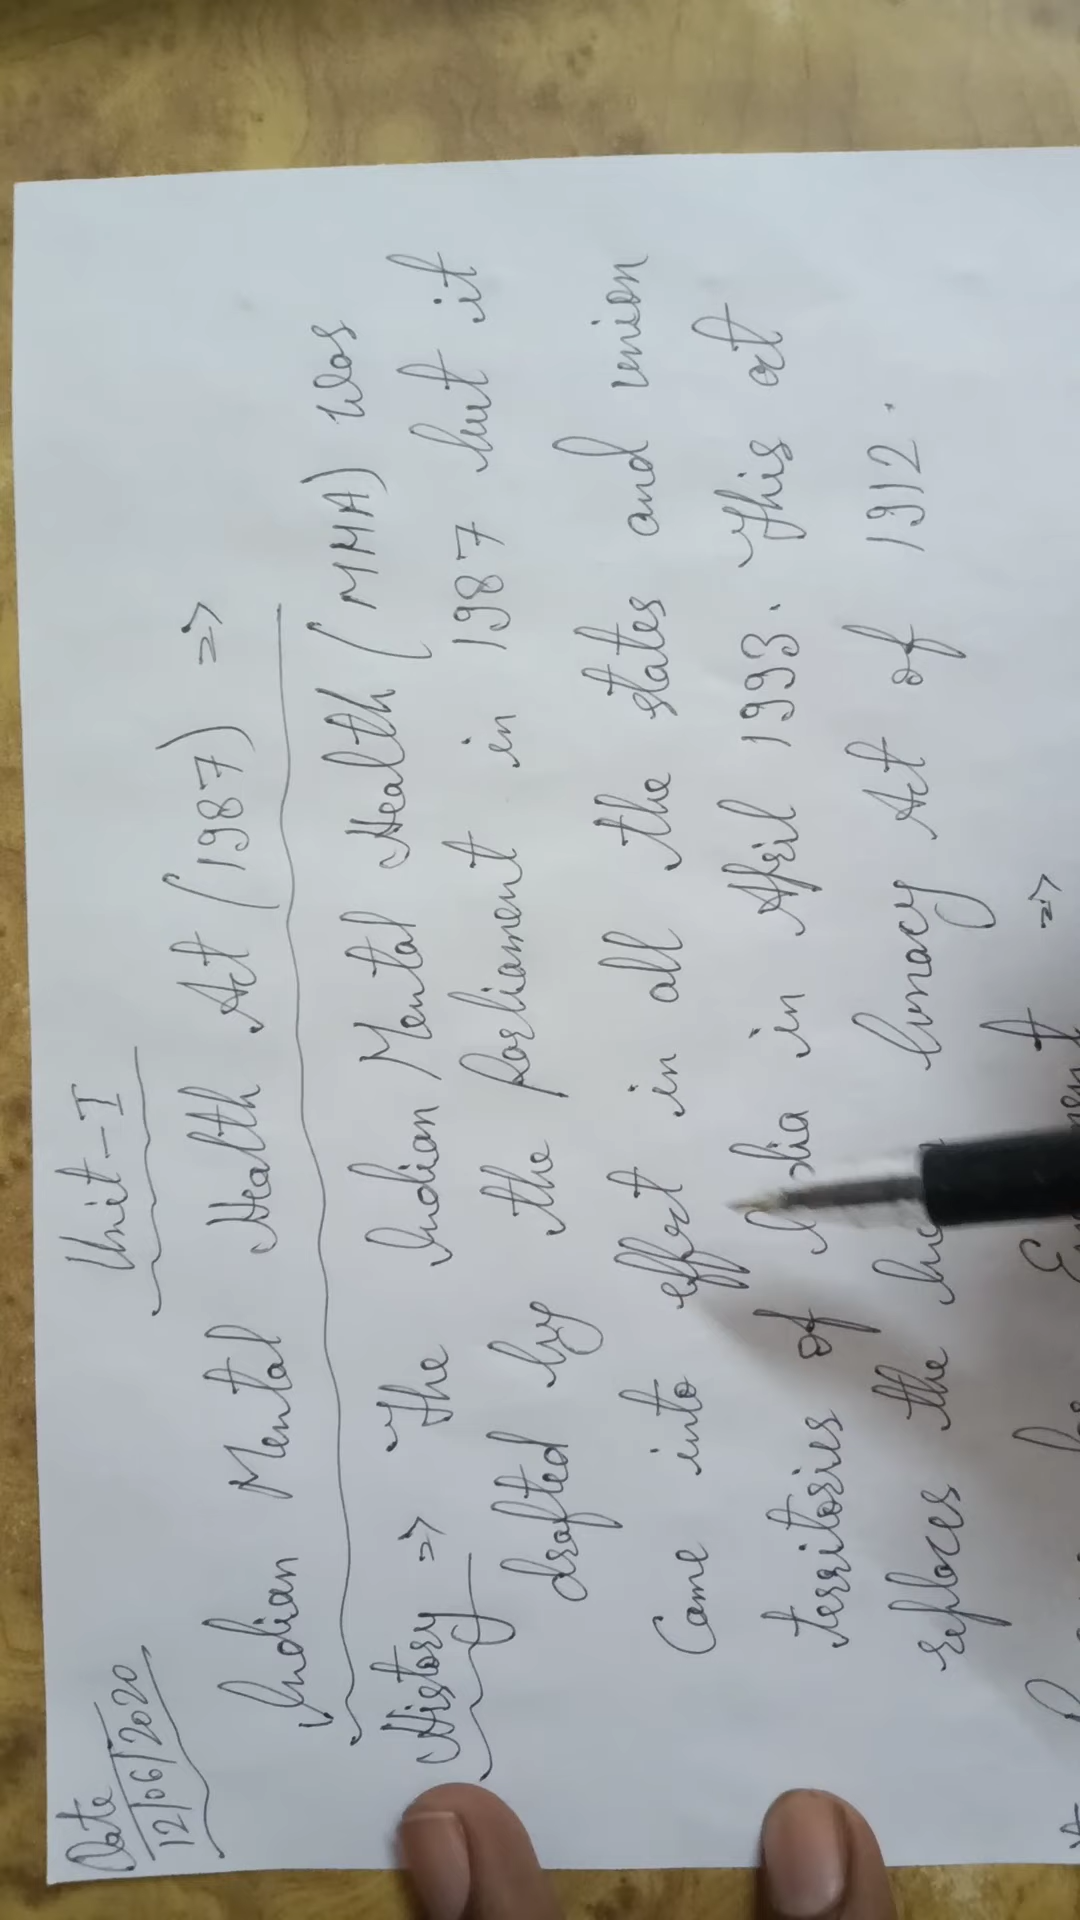 Date
12/06/2020
Unit-I
Indian Mental Health Act (1987) =>
History => The Indian Mental Health (MHA) was
drafted by the parliament in 1987 but it
Came into effect in all the states and union
territories of India in April 1993. This at
replaces the lunacy Act of 1912.
=>